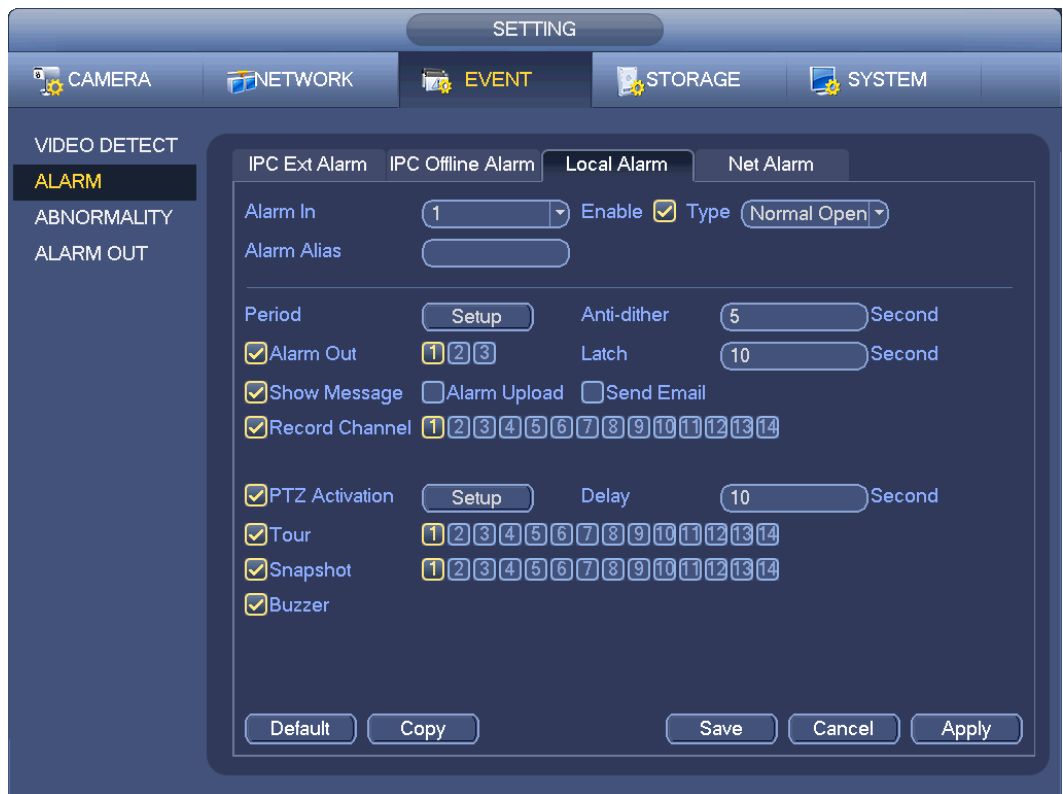 SETTING
CAMERA NETWORK EVENT STORAGE SYSTEM
VIDEO DETECT
ALARM
ABNORMALITY
ALARM OUT
IPC Ext Alarm IPC Offline Alarm Local Alarm Net Alarm
Alarm In 1 Enable Type Normal Open
Alarm Alias
Period Setup Anti-dither 5 Second
Alarm Out 1 2 3 Latch 10 Second
Show Message Alarm Upload Send Email
Record Channel 1 2 3 4 5 6 7 8 9 10 11 12 13 14
PTZ Activation Setup Delay 10 Second
Tour 1 2 3 4 5 6 7 8 9 10 11 12 13 14
Snapshot 1 2 3 4 5 6 7 8 9 10 11 12 13 14
Buzzer
Default Copy Save Cancel Apply